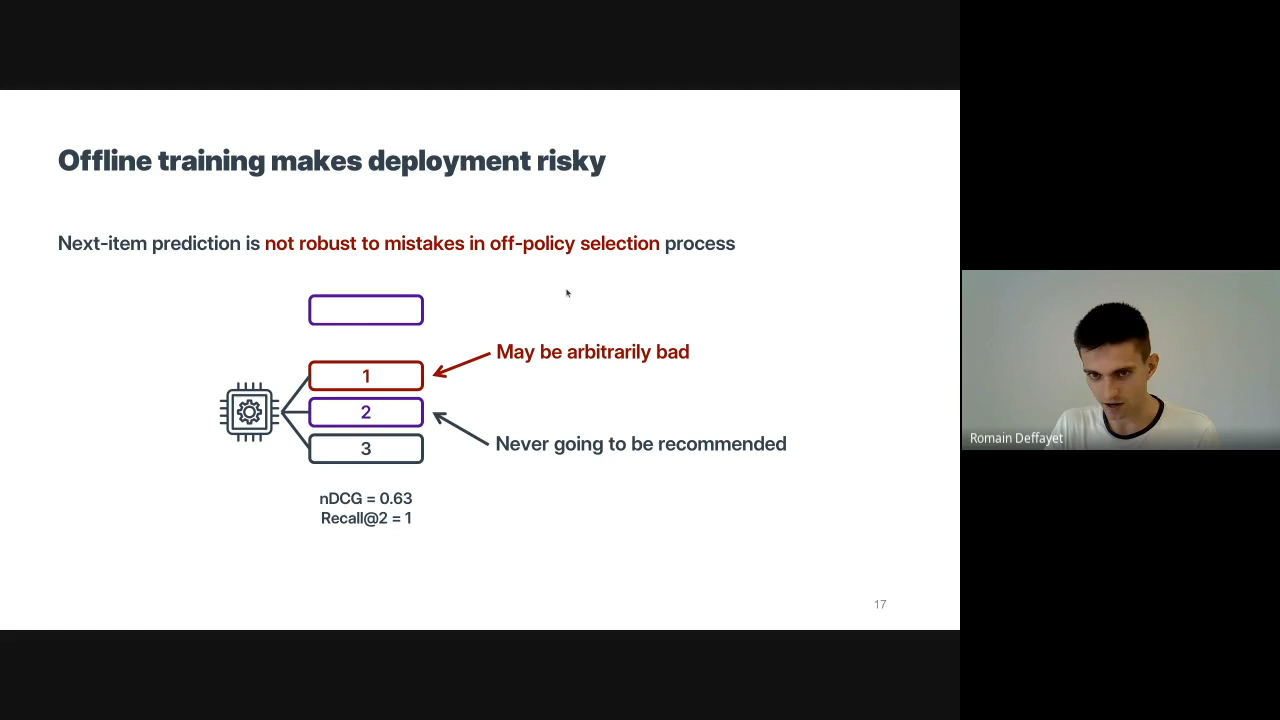 Offline training makes deployment risky
Next-item prediction is not robust to mistakes in off-policy selection process
May be arbitrarily bad
1
2
3
Never going to be recommended
nDCG = 0.63
Recall@2 = 1
17
Romain Deffayet